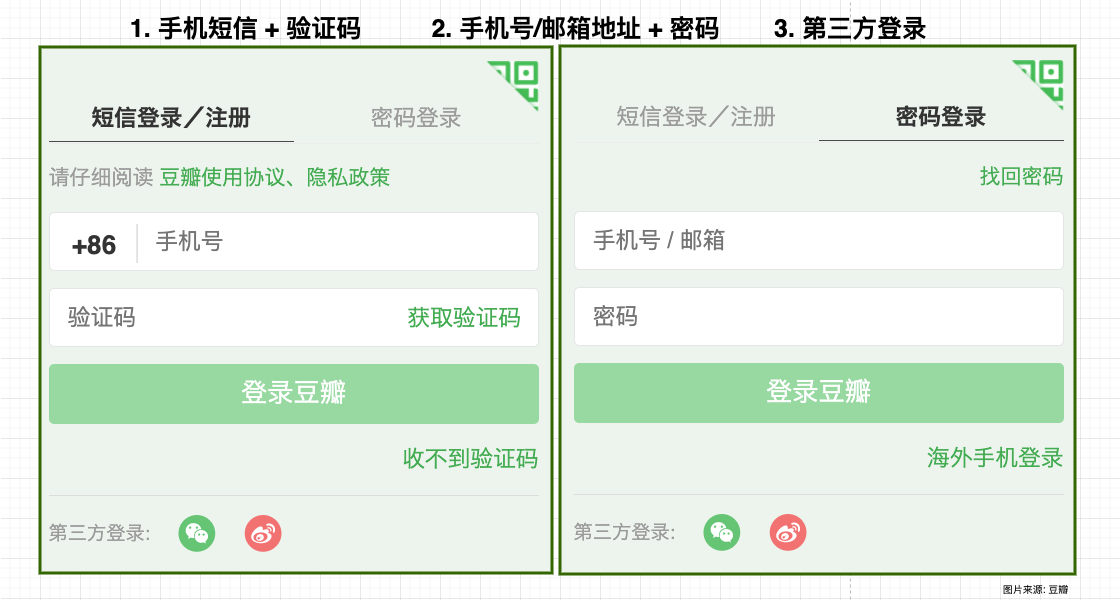 1. 手机短信 + 验证码
2. 手机号/邮箱地址 + 密码
3. 第三方登录
短信登录／注册
密码登录
请仔细阅读 豆瓣使用协议、隐私政策
+86
手机号
验证码
获取验证码
登录豆瓣
收不到验证码
第三方登录:
短信登录／注册
密码登录
找回密码
手机号 / 邮箱
密码
登录豆瓣
海外手机登录
第三方登录:
图片来源: 豆瓣